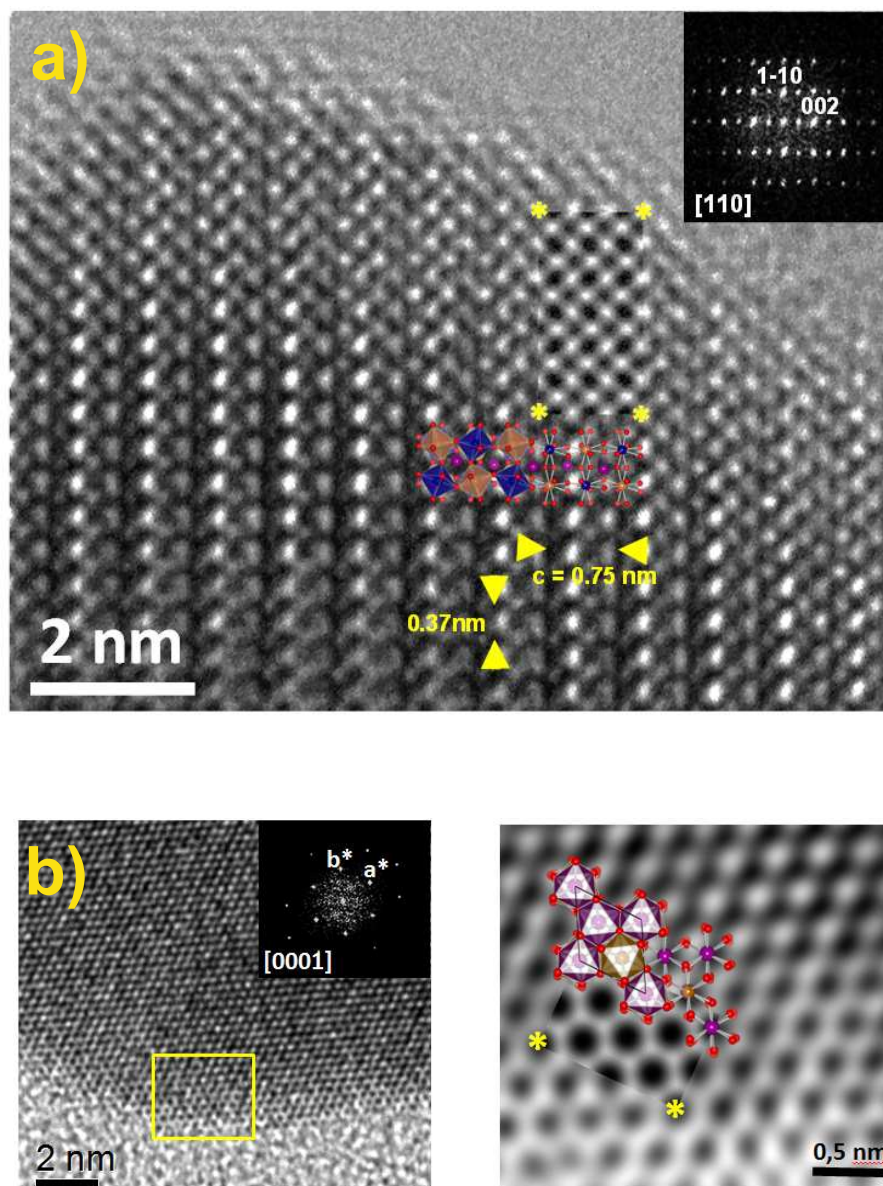 a)
1-10
002
[110]
c = 0.75 nm
0.37nm
2 nm
b)
b*
a*
[0001]
2 nm
0,5 nm